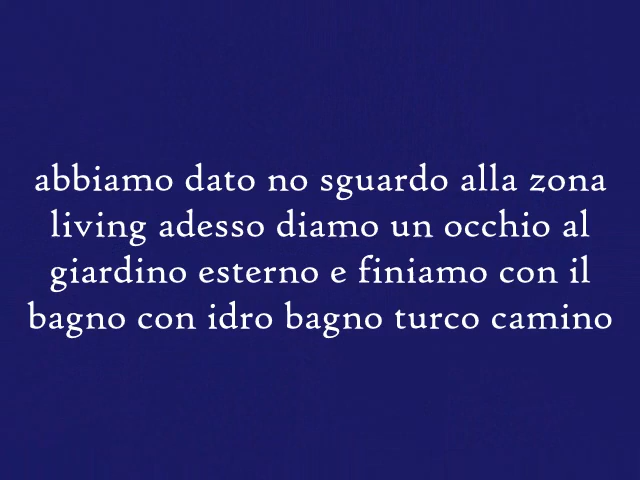 abbiamo dato no sguardo alla zona
living adesso diamo un occhio al
giardino esterno e finiamo con il
bagno con idro bagno turco camino